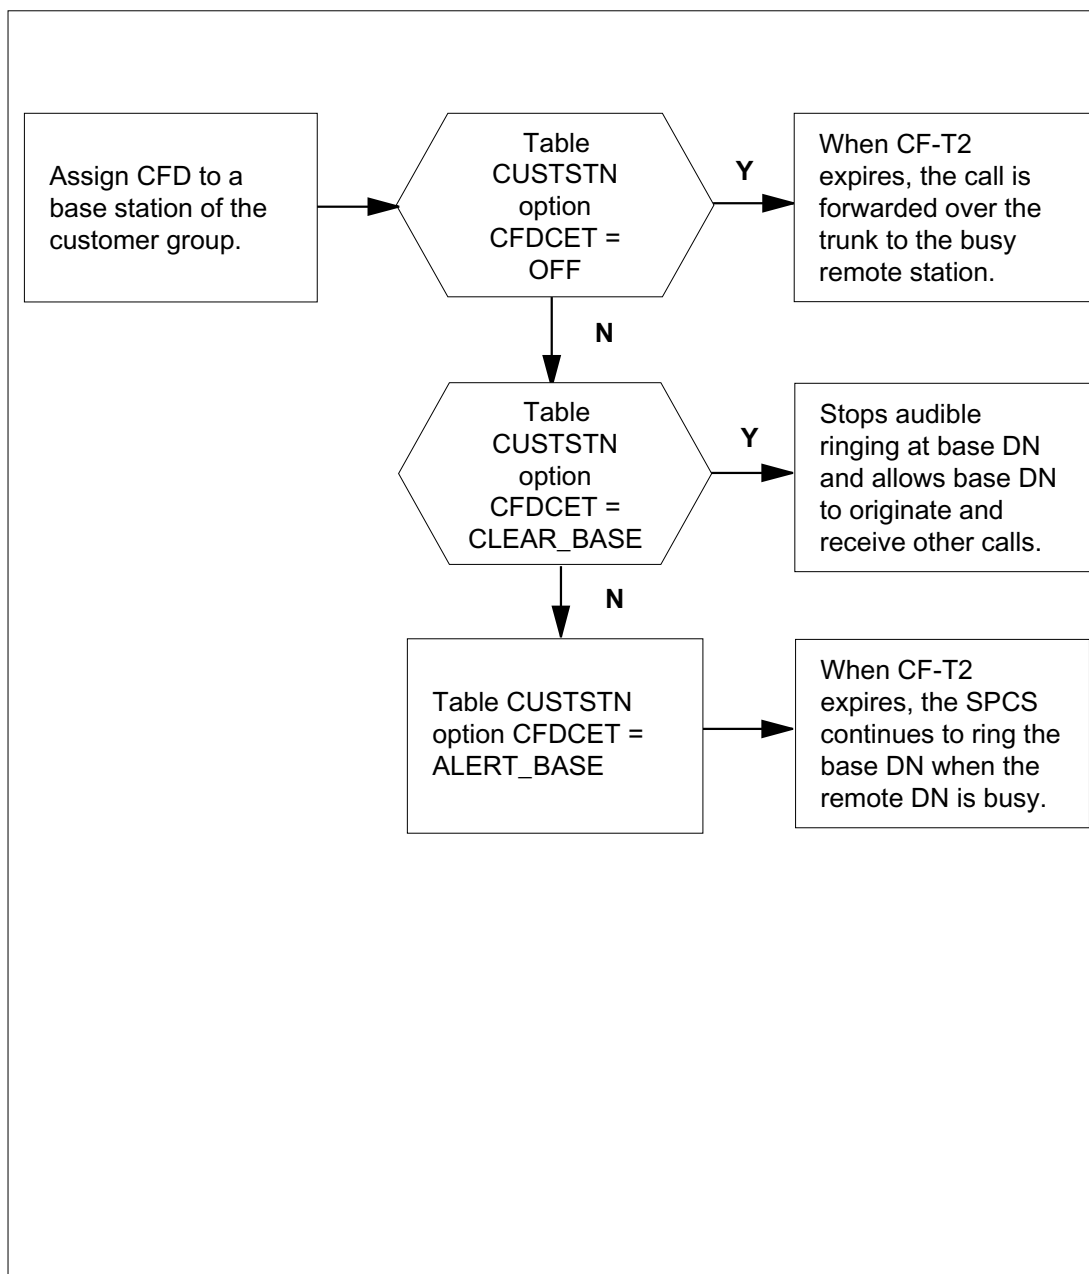 Assign CFD to a
base station of the
customer group.
Table
CUSTSTN
option
CFDCET =
OFF
Y
When CF-T2
expires, the call is
forwarded over the
trunk to the busy
remote station.
N
Table
CUSTSTN
option
CFDCET =
CLEAR_BASE
Y
Stops audible
ringing at base DN
and allows base DN
to originate and
receive other calls.
N
Table CUSTSTN
option CFDCET =
ALERT_BASE
When CF-T2
expires, the SPCS
continues to ring the
base DN when the
remote DN is busy.